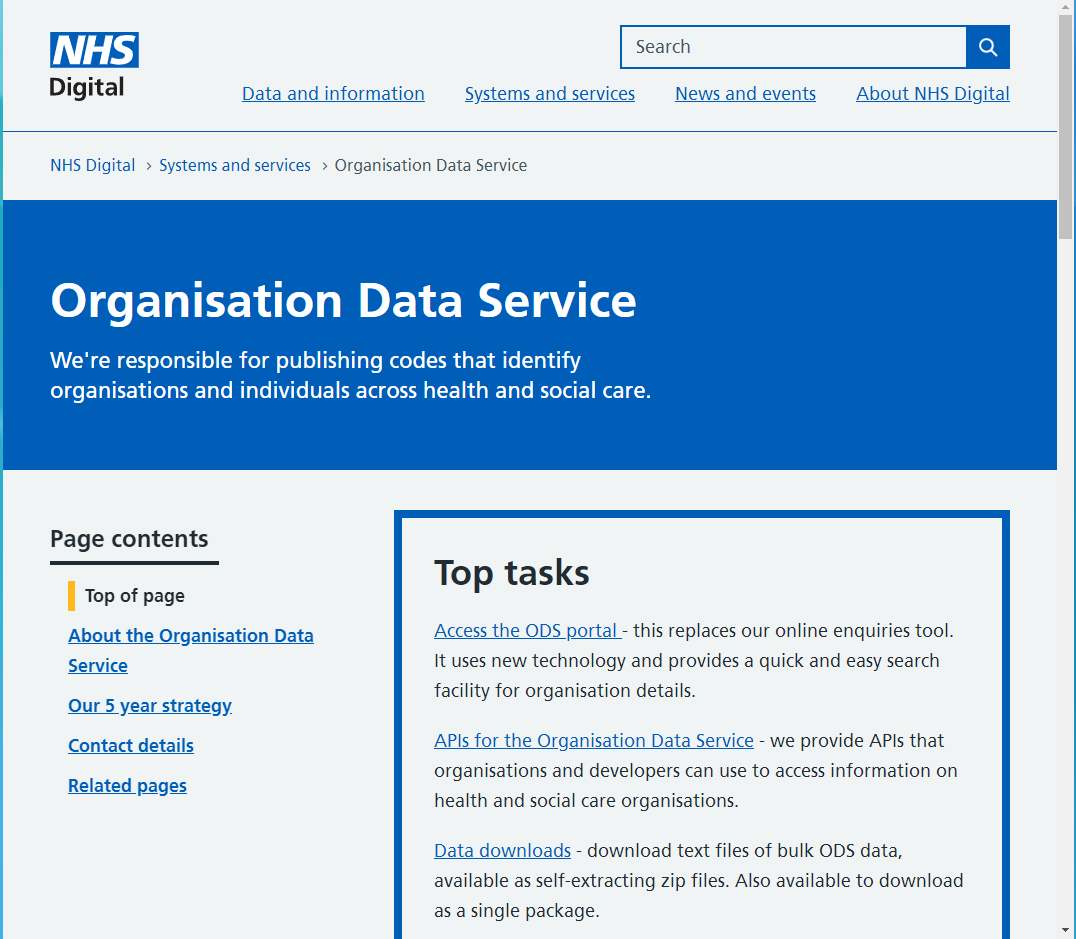 NHS
Digital
Search
Data and information
Systems and services
News and events
About NHS Digital
NHS Digital › Systems and services › Organisation Data Service
Organisation Data Service
We're responsible for publishing codes that identify
organisations and individuals across health and social care.
Page contents
Top of page
About the Organisation Data
Service
Our 5 year strategy
Contact details
Related pages
Top tasks
Access the ODS portal - this replaces our online enquiries tool.
It uses new technology and provides a quick and easy search
facility for organisation details.
APIs for the Organisation Data Service - we provide APIs that
organisations and developers can use to access information on
health and social care organisations.
Data downloads - download text files of bulk ODS data,
available as self-extracting zip files. Also available to download
as a single package.